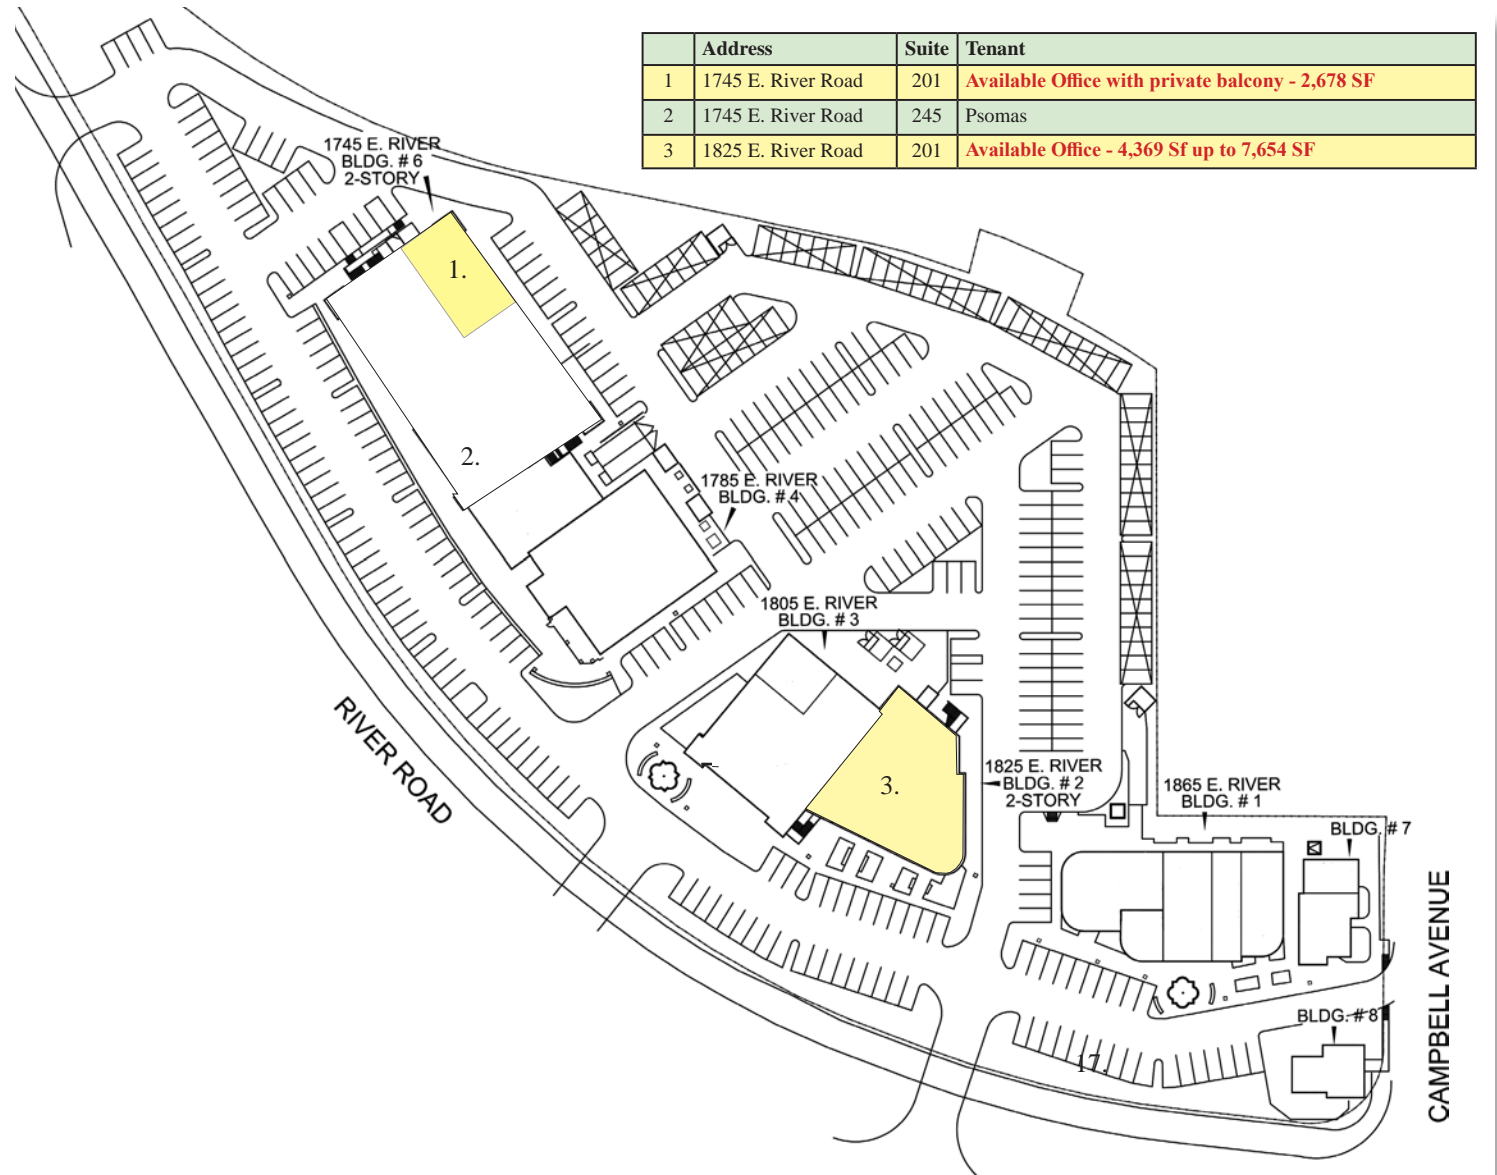 Address Suite Tenant
1 1745 E. River Road 201 Available Office with private balcony - 2,678 SF
2 1745 E. River Road 245 Psomas
3 1825 E. River Road 201 Available Office - 4,369 Sf up to 7,654 SF
1745 E. RIVER
BLDG. # 6
2-STORY
1.
2.
1785 E. RIVER
BLDG. # 4
1805 E. RIVER
BLDG. # 3
RIVER ROAD
3.
1825 E. RIVER
BLDG. # 2
2-STORY
1865 E. RIVER
BLDG. # 1
BLDG. # 7
CAMPBELL AVENUE
BLDG. # 8
17.